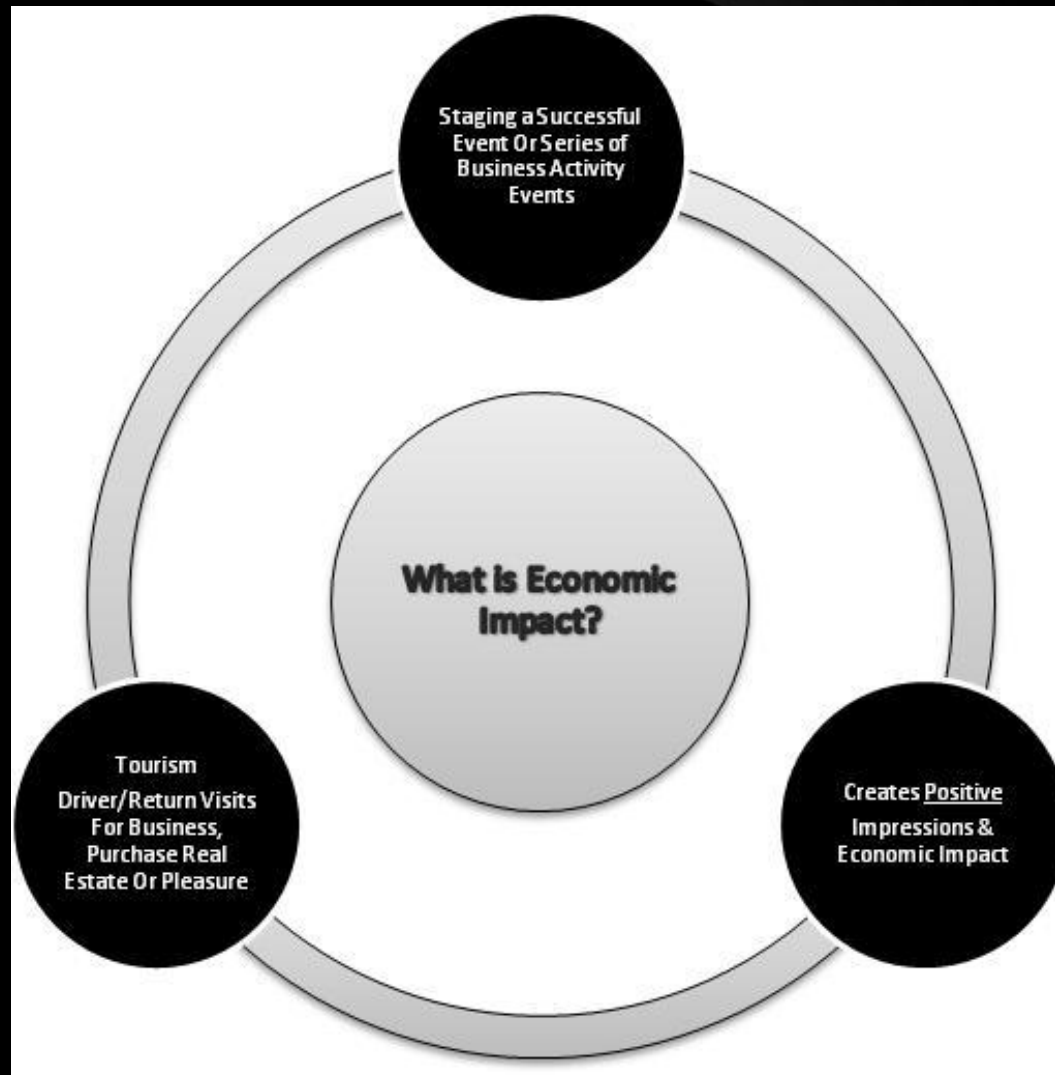 Staging a Successful
Event Or Series of
Business Activity
Events
What is Economic
Impact?
Tourism
Driver/Return Visits
For Business,
Purchase Real
Estate Or Pleasure
Creates Positive
Impressions &
Economic Impact